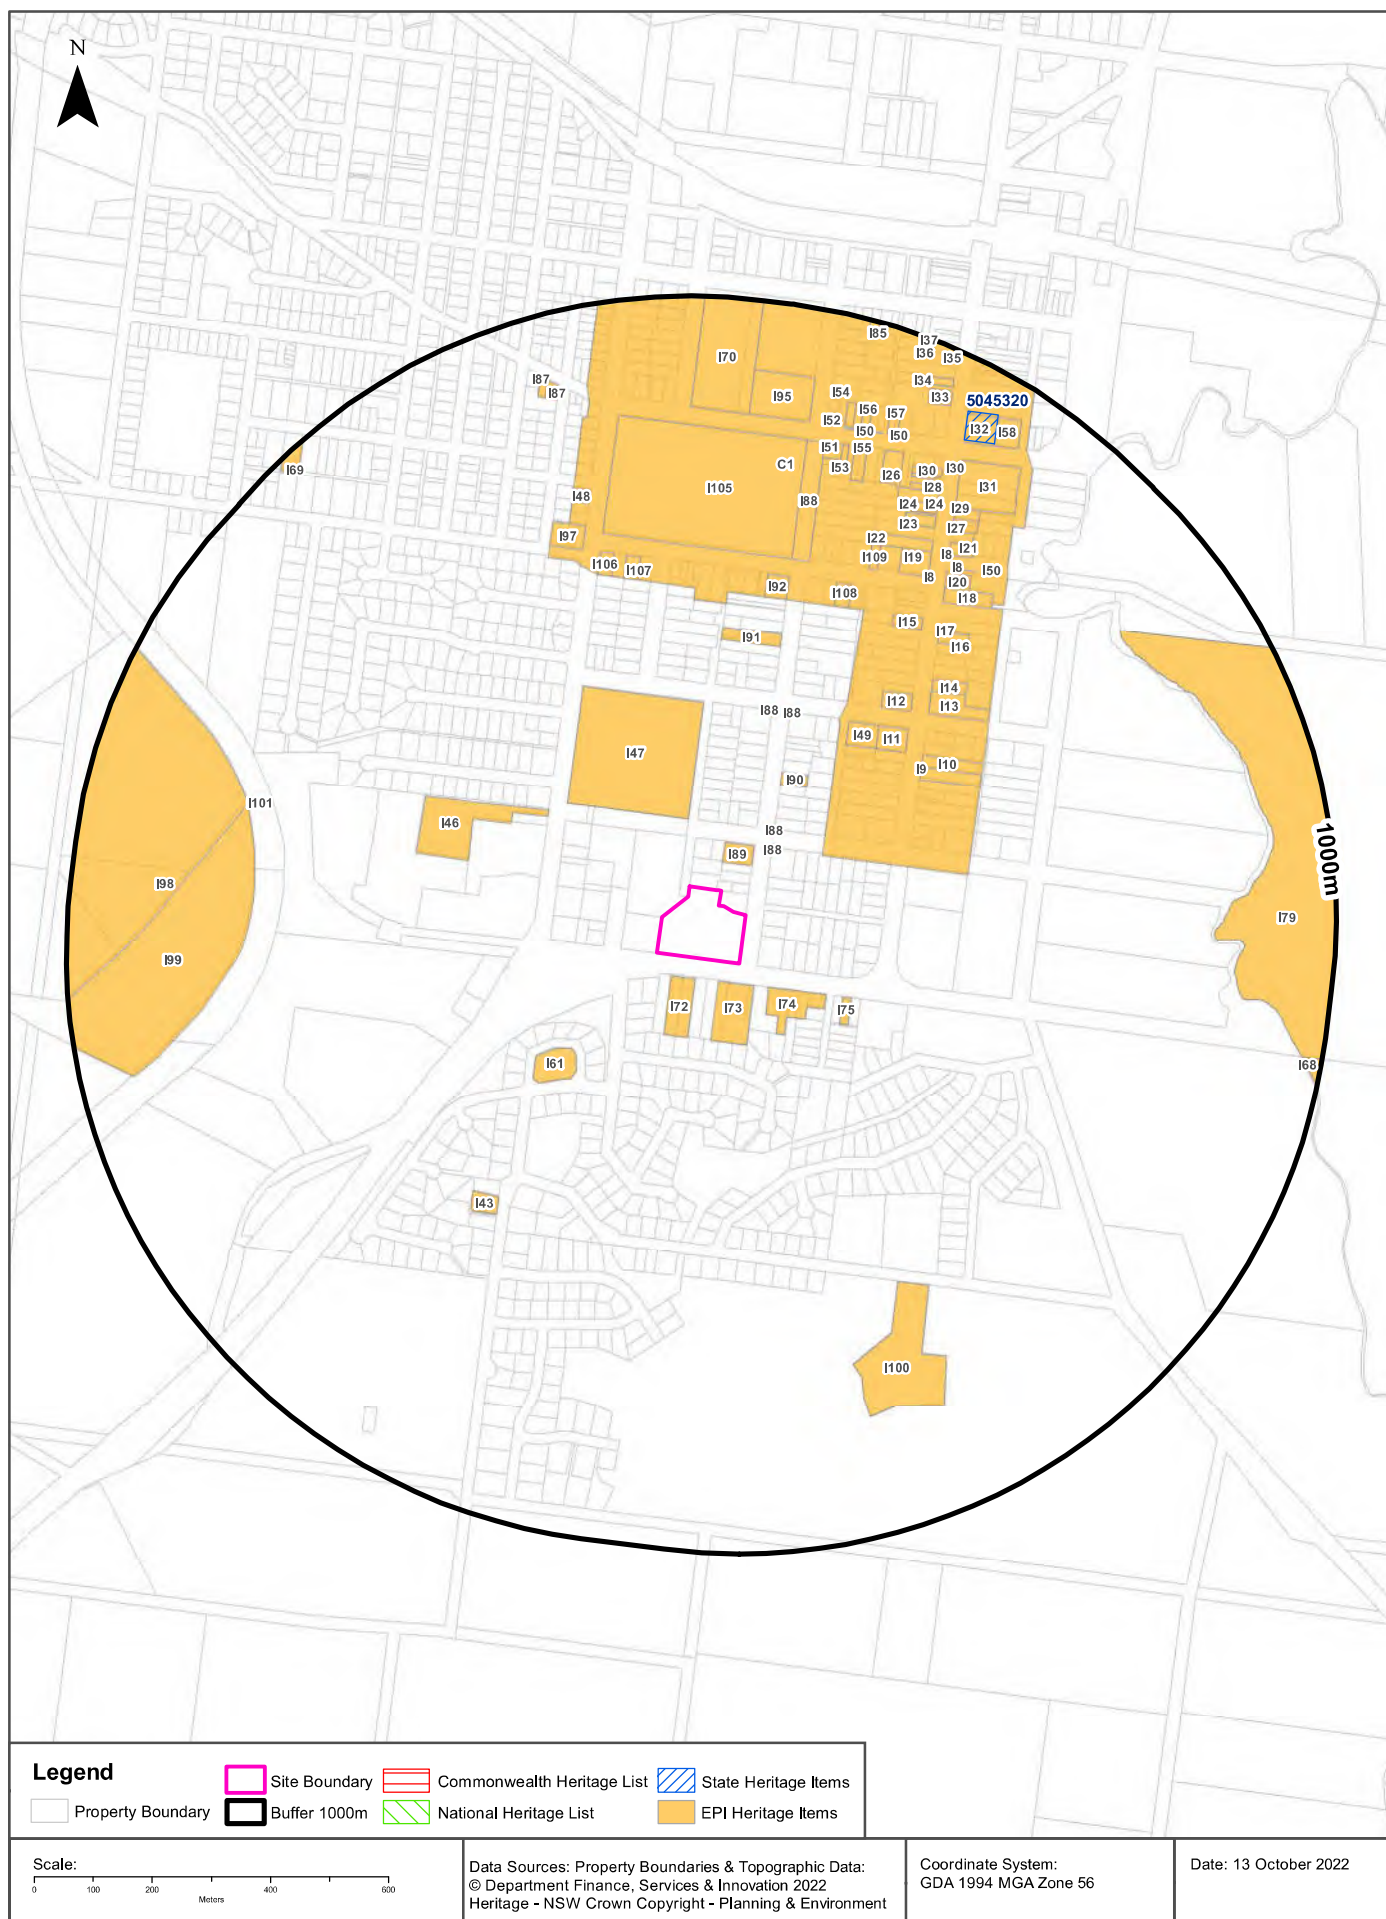 N
I85
I37
I36
I35
I70
I87
I87
I34
I54
I33
I95
5045320
I56
I57
I52
I32
I58
I50
I50
I51
I55
C1
I53
I69
I30
I30
I26
I105
I28
I31
I48
I88
I24
I24
I29
I23
I27
I97
I22
I109
I19
I8
I21
I106
I107
I8
I50
I8
I20
I92
I108
I18
I15
I17
I91
I16
I14
I12
I13
I88
I88
I49
I11
I47
I10
I9
I90
I101
I46
I88
I88
I89
1000m
I98
I79
I99
I72
I73
I74
I75
I61
I68
I43
I100
Legend
Site Boundary
Commonwealth Heritage List
State Heritage Items
Property Boundary
Buffer 1000m
National Heritage List
EPI Heritage Items
Scale:
0 100 200 400 600
Meters
Data Sources: Property Boundaries & Topographic Data:
© Department Finance, Services & Innovation 2022
Heritage - NSW Crown Copyright - Planning & Environment
Coordinate System:
GDA 1994 MGA Zone 56
Date: 13 October 2022